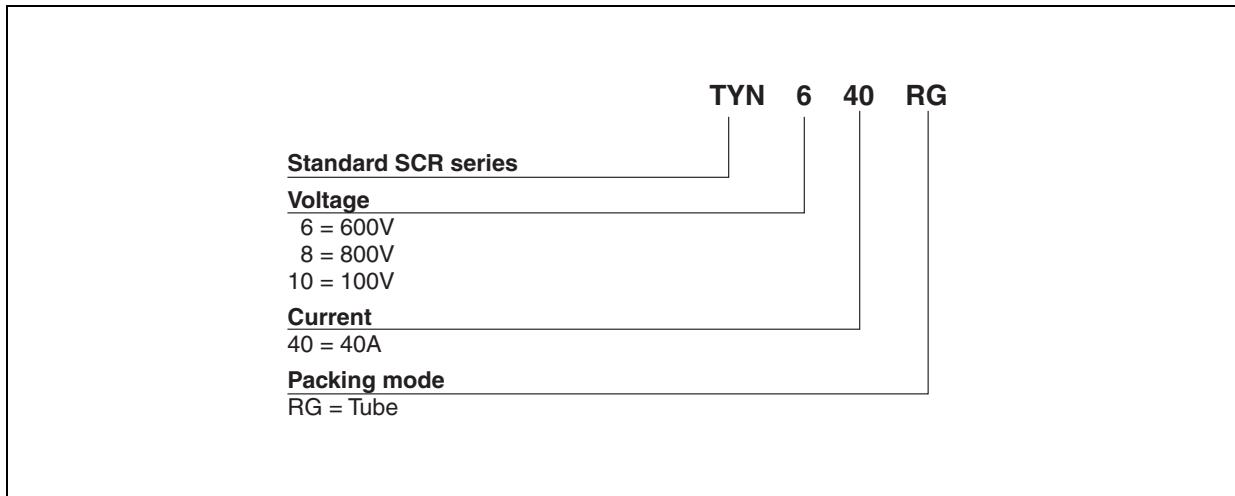 TYN 6 40 RG
Standard SCR series
Voltage
6 = 600V
8 = 800V
10 = 100V
Current
40 = 40A
Packing mode
RG = Tube